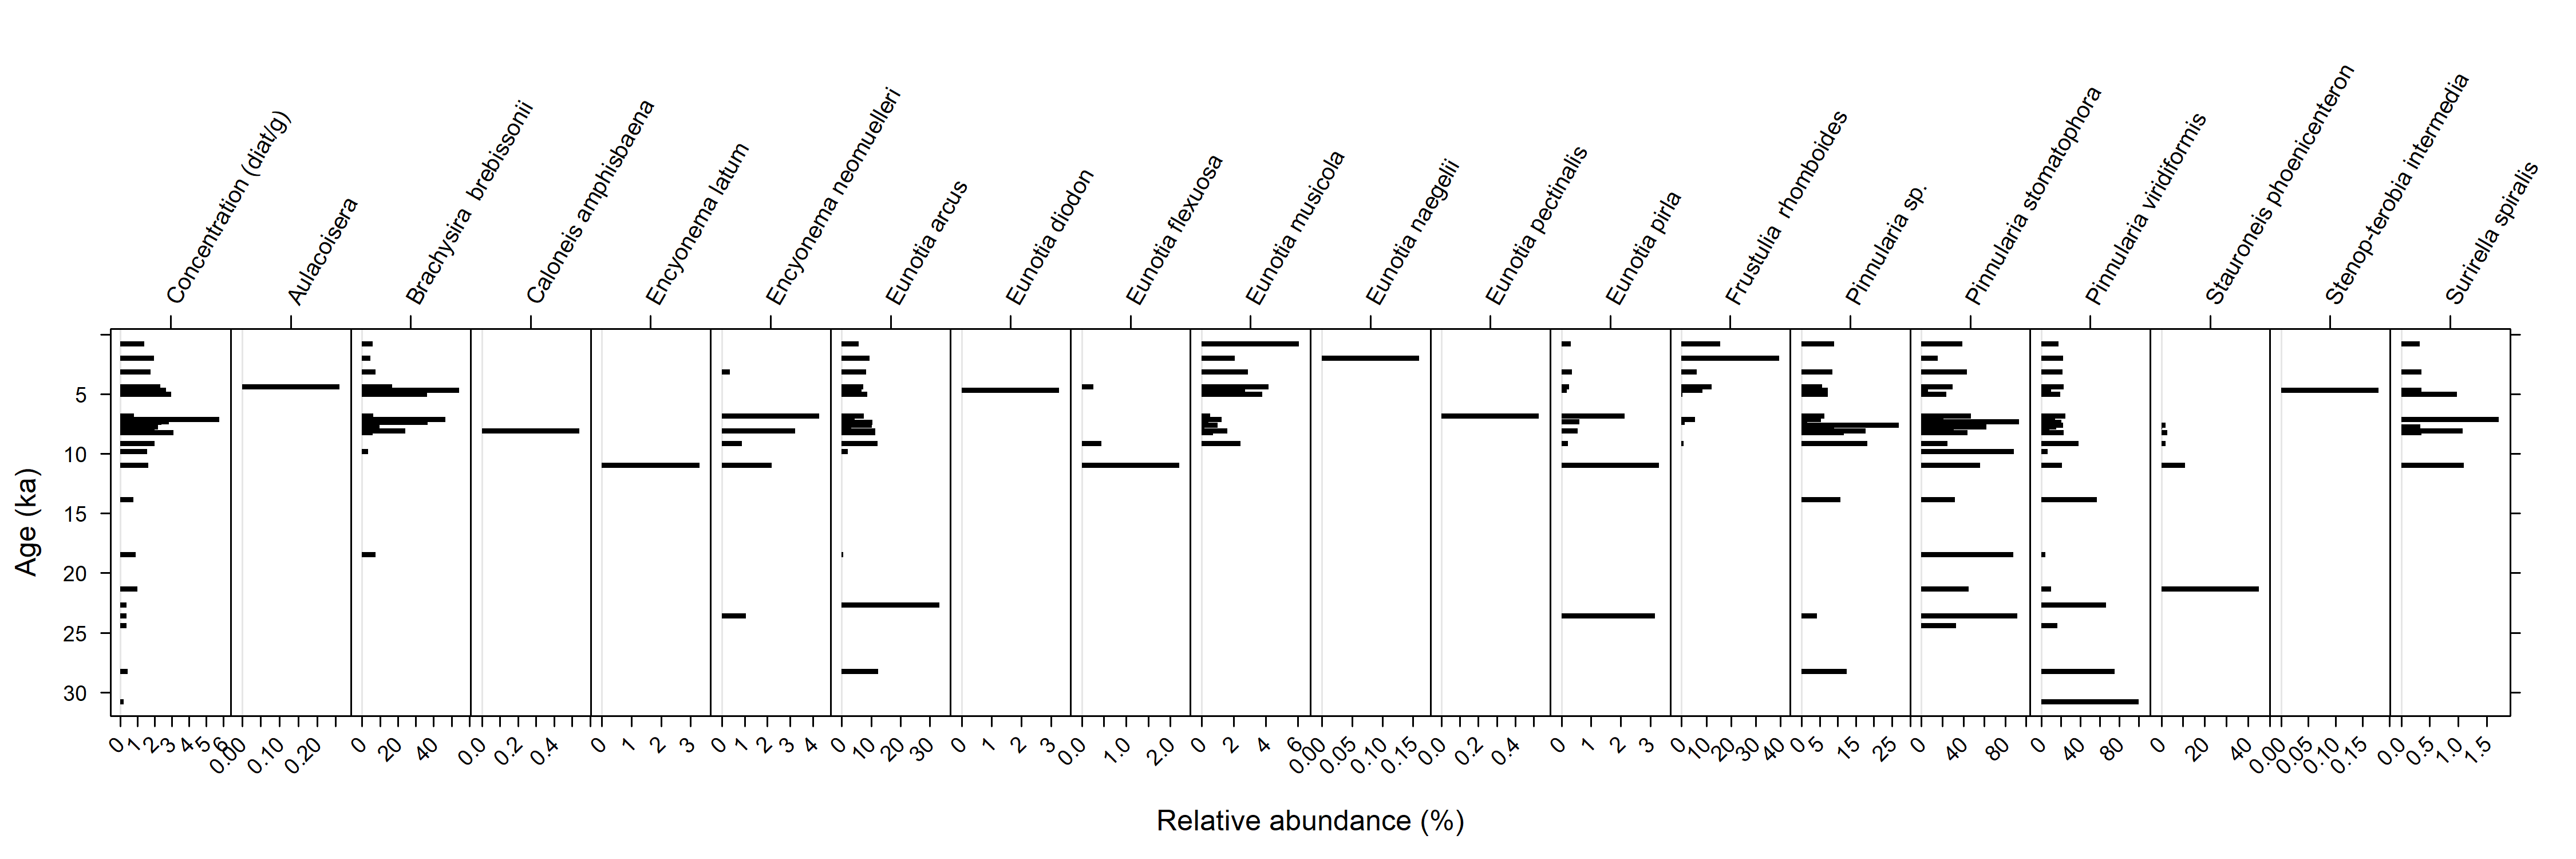 Concentration (diat/g)
Aulacoisera
Brachysira  brebissonii
Caloneis amphisbaena
Encyonema latum
Encyonema neomuelleri
Eunotia arcus
Eunotia diodon
Eunotia flexuosa
Eunotia musicola
Eunotia naegelii
Eunotia pectinalis
Eunotia pirla
Frustulia  rhomboides
Pinnularia sp.
Pinnularia stomatophora
Pinnularia viridiformis
Stauroneis phoenicenteron
Stenop-terobia intermedia
Surirella spiralis
Age (ka)
5
10
15
20
25
30
0 1 2 3 4 5 6
0.00 0.10 0.20
0 20 40
0.0 0.2 0.4
0 1 2 3
0 1 2 3 4
0 10 20 30
0 1 2 3
0.0 1.0 2.0
0 2 4 6
0.00 0.05 0.10 0.15
0.0 0.2 0.4
0 1 2 3
0 10 20 30 40
0 5 15 25
0 40 80
0 40 80
0 20 40
0.00 0.05 0.10 0.15
0.0 0.5 1.0 1.5
Relative abundance (%)